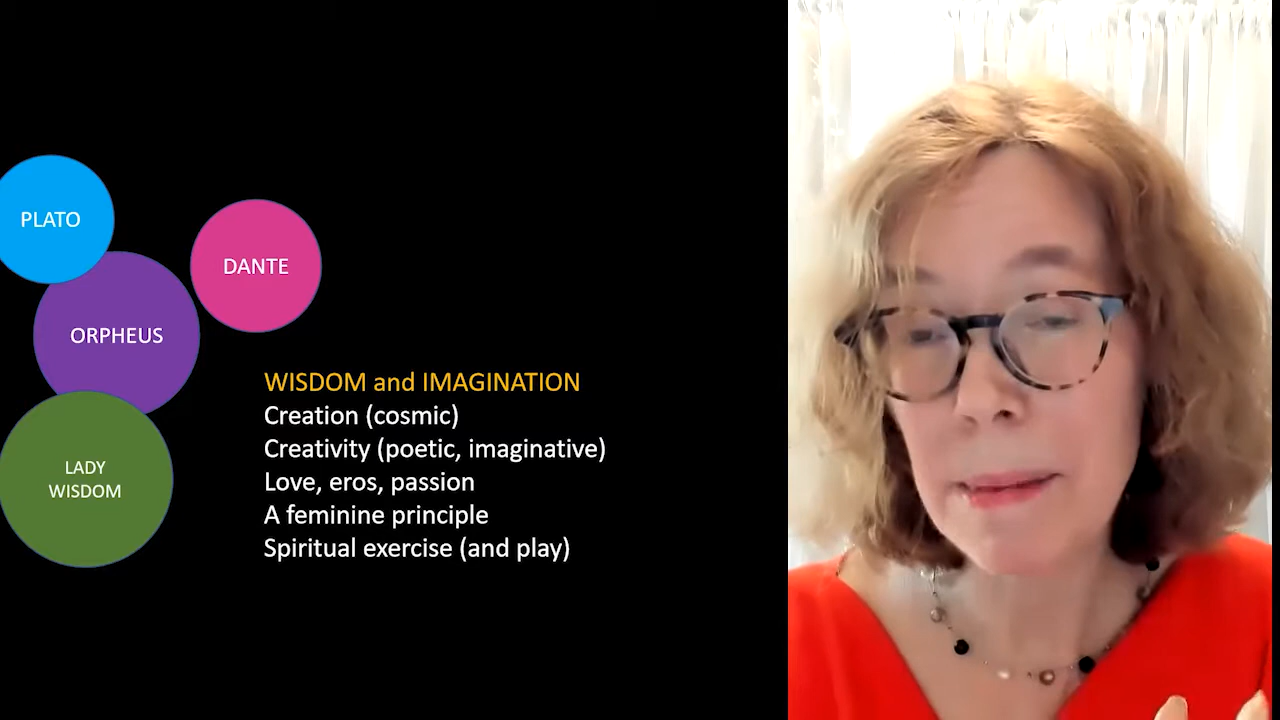 PLATO
DANTE
ORPHEUS
LADY
WISDOM
WISDOM and IMAGINATION
Creation (cosmic)
Creativity (poetic, imaginative)
Love, eros, passion
A feminine principle
Spiritual exercise (and play)